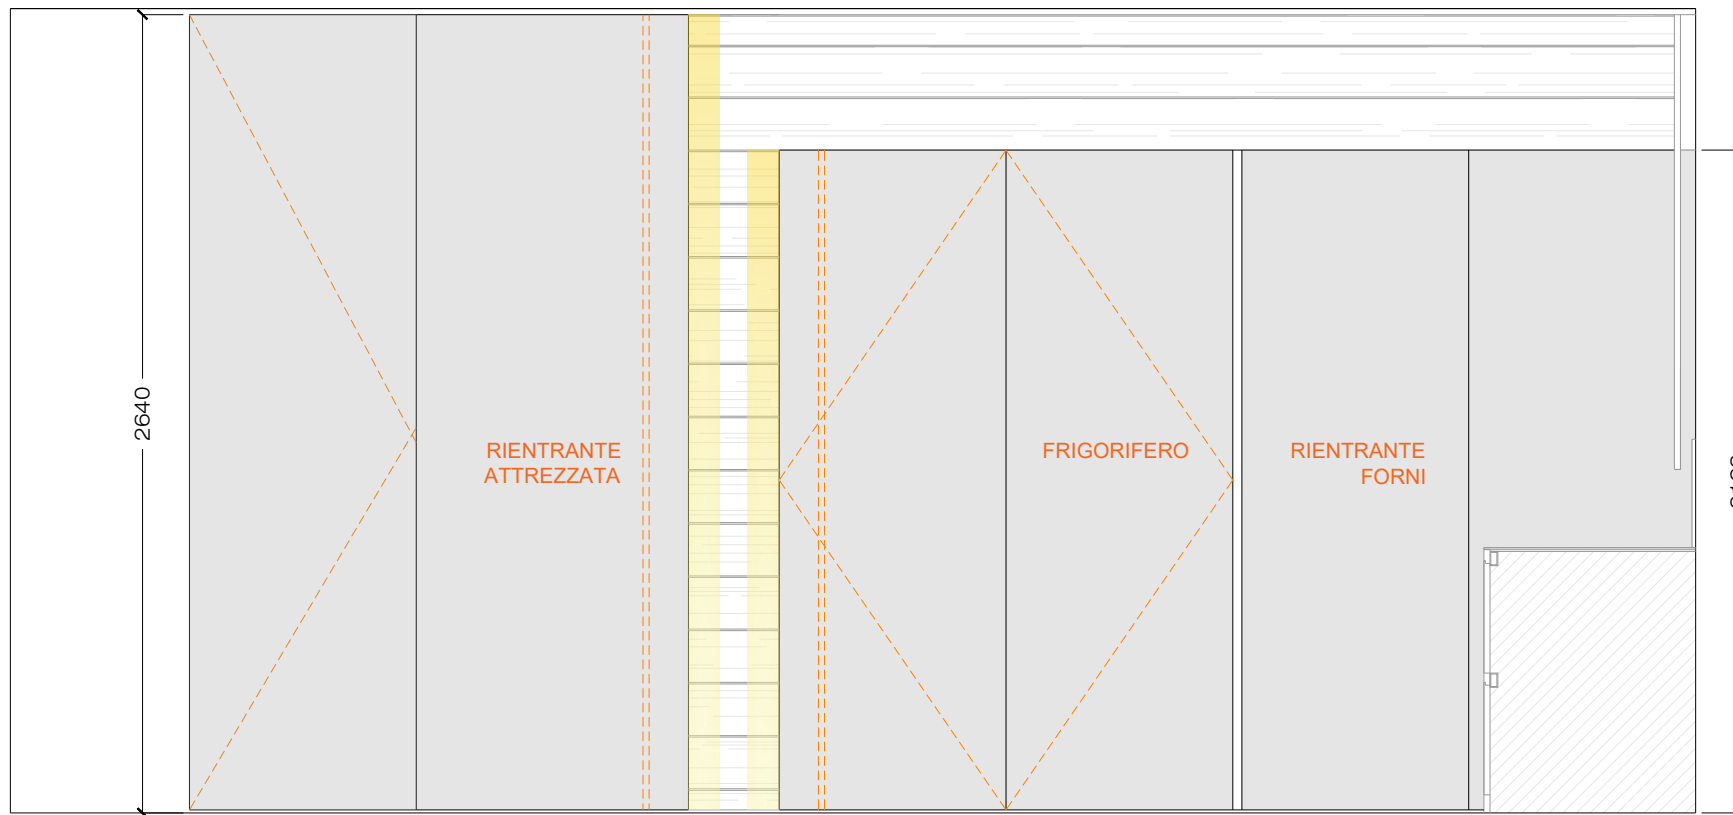 2640
RIENTRANTE
ATTREZZATA
FRIGORIFERO
RIENTRANTE
FORNI